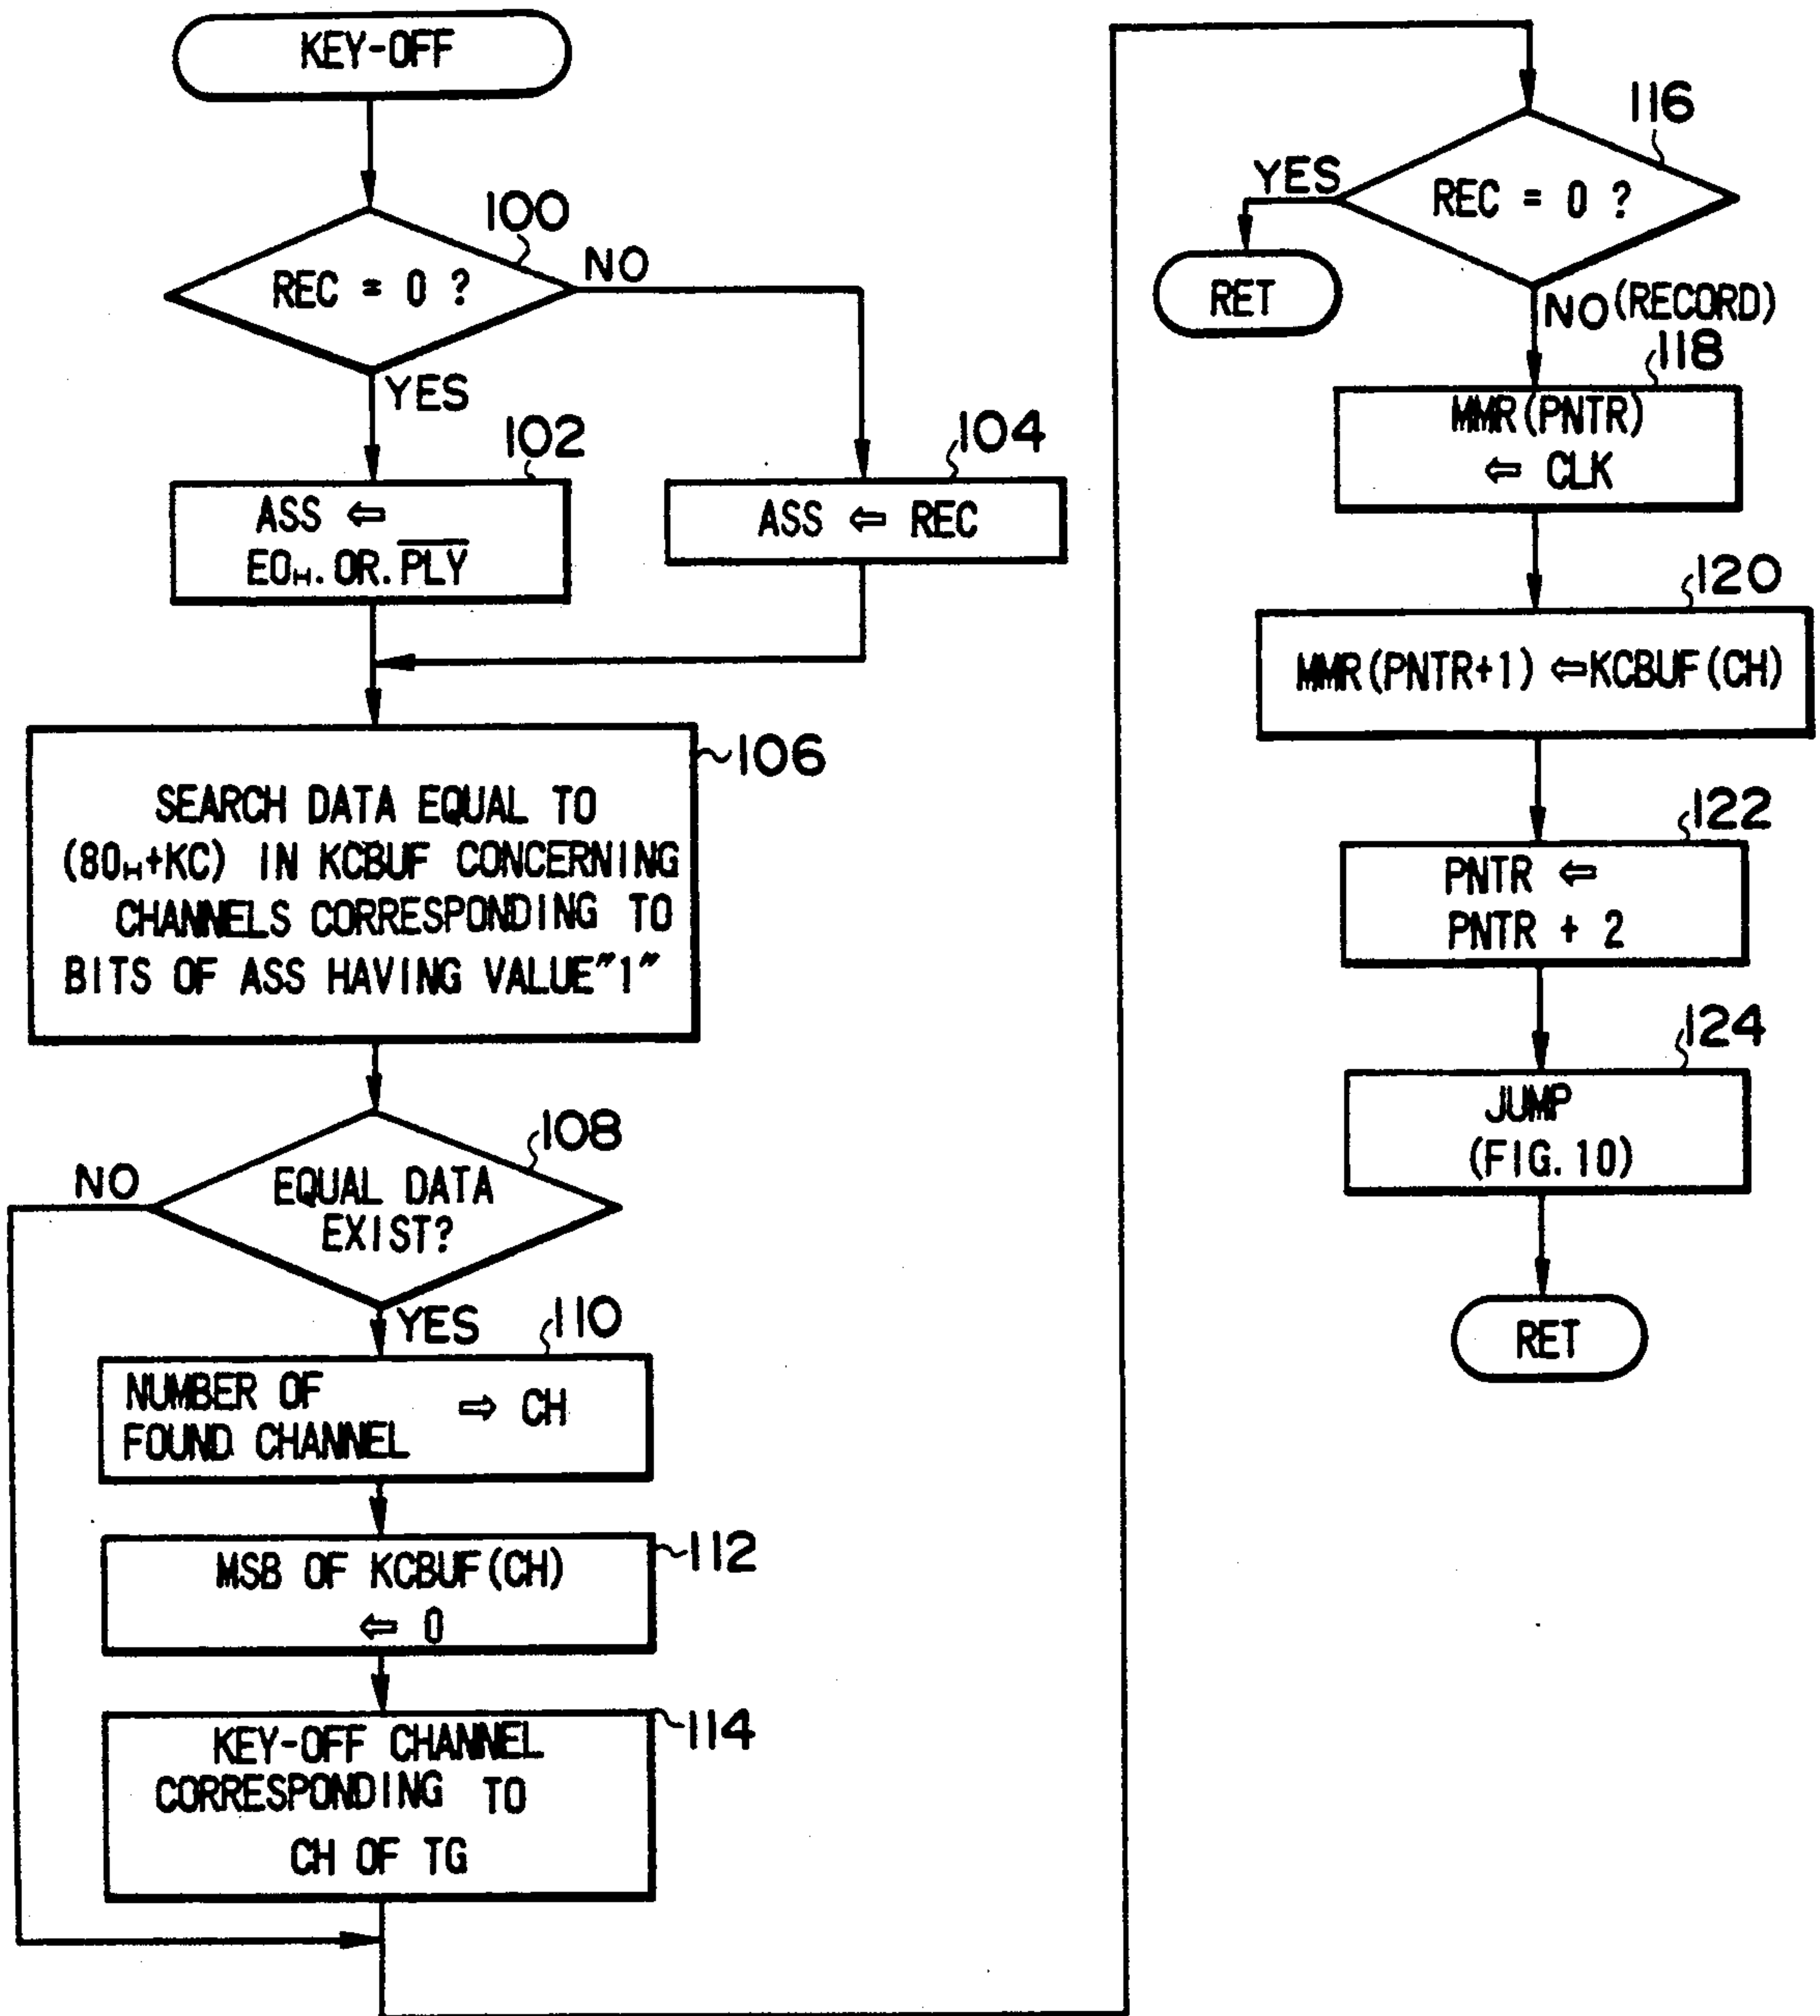 KEY-OFF
100
REC = 0 ?
NO
YES
102
ASS ⇐
E0H. OR. P̅L̅Y̅
104
ASS ⇐ REC
106
SEARCH DATA EQUAL TO
(80H+KC) IN KCBUF CONCERNING
CHANNELS CORRESPONDING TO
BITS OF ASS HAVING VALUE"1"
108
NO
EQUAL DATA
EXIST?
YES
110
NUMBER OF
FOUND CHANNEL ⇒ CH
112
MSB OF KCBUF(CH)
⇐ 0
114
KEY-OFF CHANNEL
CORRESPONDING TO
CH OF TG
116
YES
REC = 0 ?
RET
NO (RECORD)
118
MMR(PNTR)
⇐ CLK
120
MMR(PNTR+1) ⇐KCBUF(CH)
122
PNTR ⇐
PNTR + 2
124
JUMP
(FIG. 10)
RET